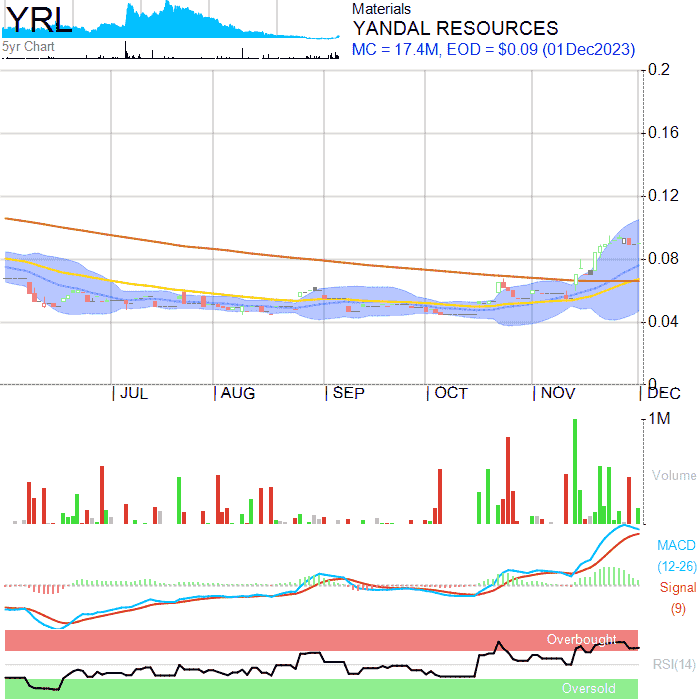 YRL
5yr Chart
Materials
YANDAL RESOURCES
MC = 17.4M, EOD = $0.09 (01Dec2023)
0.2
0.16
0.12
0.08
0.04
0
JUL AUG SEP OCT NOV DEC
1M
Volume
MACD
(12-26)
Signal
(9)
Overbought
RSI(14)
Oversold